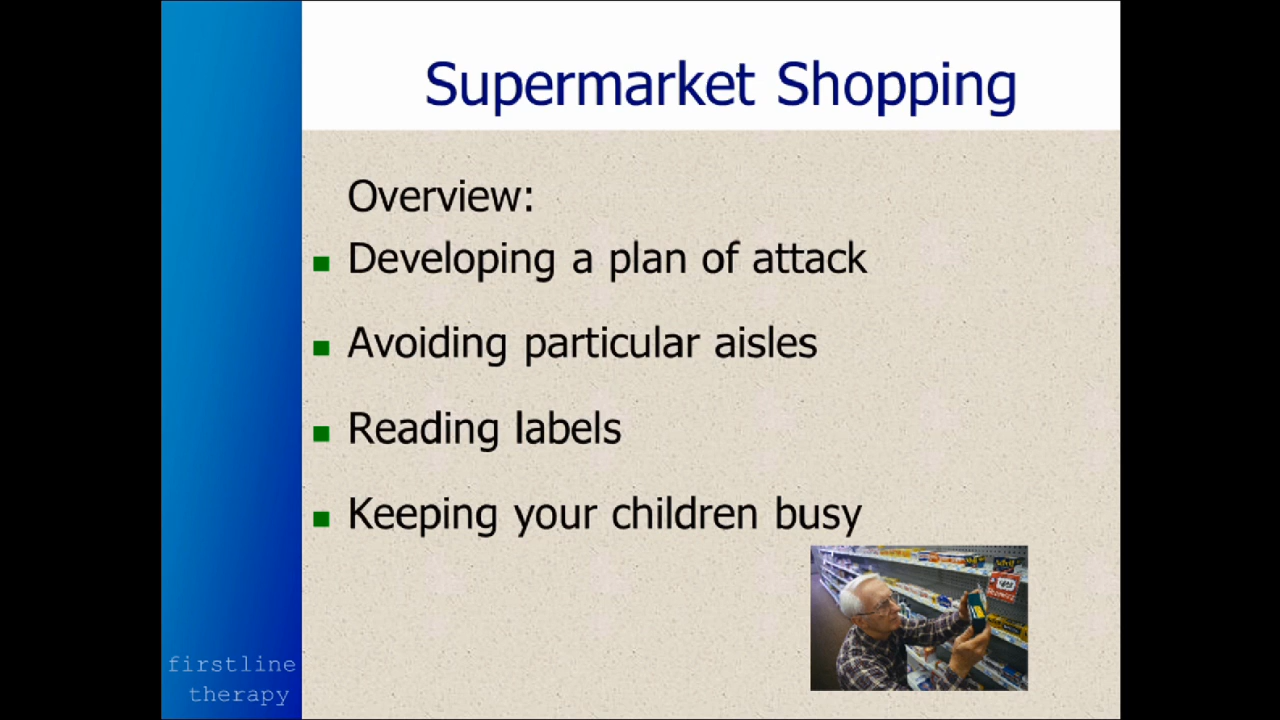 Supermarket Shopping
Overview:
Developing a plan of attack
Avoiding particular aisles
Reading labels
Keeping your children busy
firstline
therapy